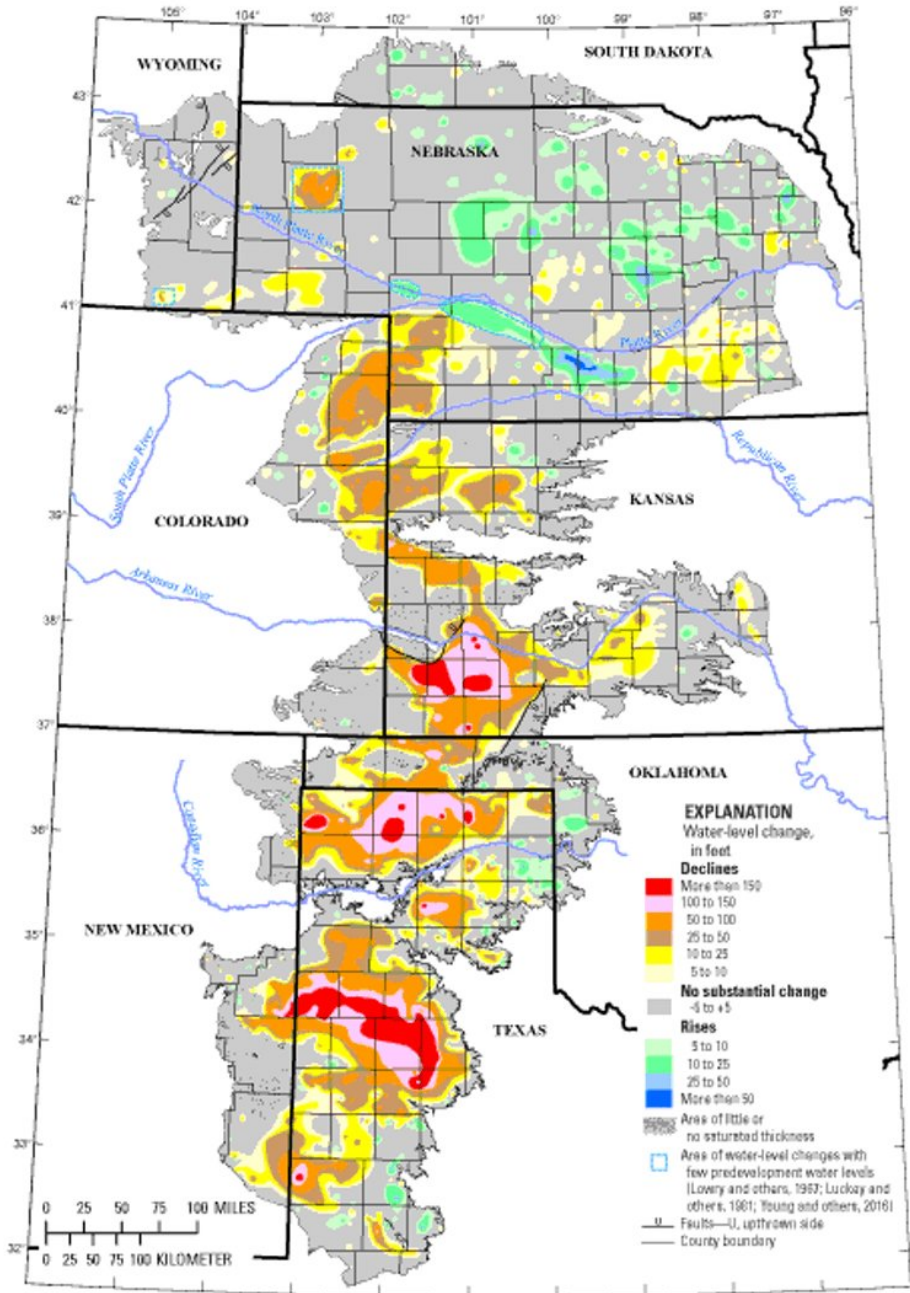 105° 104° 103° 102° 101° 100° 99° 98° 97° 96°
SOUTH DAKOTA
WYOMING
43°
NEBRASKA
42°
North Platte River
41°
Platte River
40°
South Platte River
Republican River
KANSAS
39°
COLORADO
Arkansas River
38°
U
37°
OKLAHOMA
Canadian River
36°
EXPLANATION
Water-level change,
in feet
Declines
More than 150
100 to 150
50 to 100
25 to 50
10 to 25
5 to 10
No substantial change
-5 to +5
Rises
5 to 10
10 to 25
25 to 50
More than 50
Area of little or
no saturated thickness
Area of water-level changes with
few predevelopment water levels
(Lowry and others, 1967; Luckey and
others, 1981; Young and others, 2016)
U Faults—U, upthrown side
County boundary
35°
NEW MEXICO
TEXAS
34°
33°
0 25 50 75 100 MILES
0 25 50 75 100 KILOMETER
32°